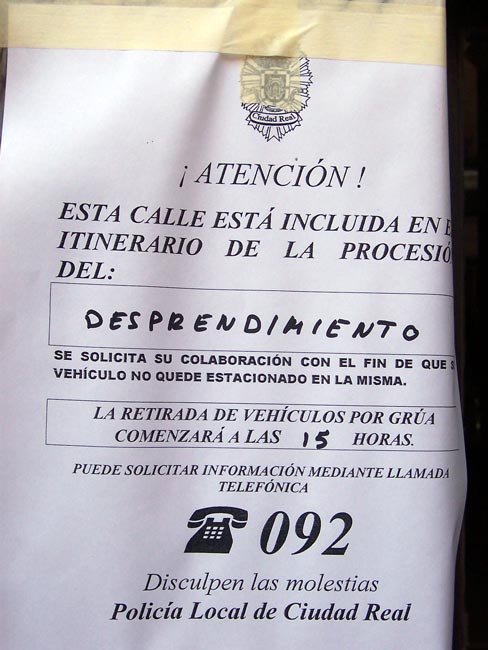 Ciudad Real
¡ ATENCIÓN !
ESTA CALLE ESTÁ INCLUIDA EN E
ITINERARIO DE LA PROCESIÓ
DEL:
DESPRENDIMIENTO
SE SOLICITA SU COLABORACIÓN CON EL FIN DE QUE S
VEHÍCULO NO QUEDE ESTACIONADO EN LA MISMA.
LA RETIRADA DE VEHÍCULOS POR GRÚA
COMENZARÁ A LAS 15 HORAS.
PUEDE SOLICITAR INFORMACIÓN MEDIANTE LLAMADA
TELEFÓNICA
092
Disculpen las molestias
Policía Local de Ciudad Real